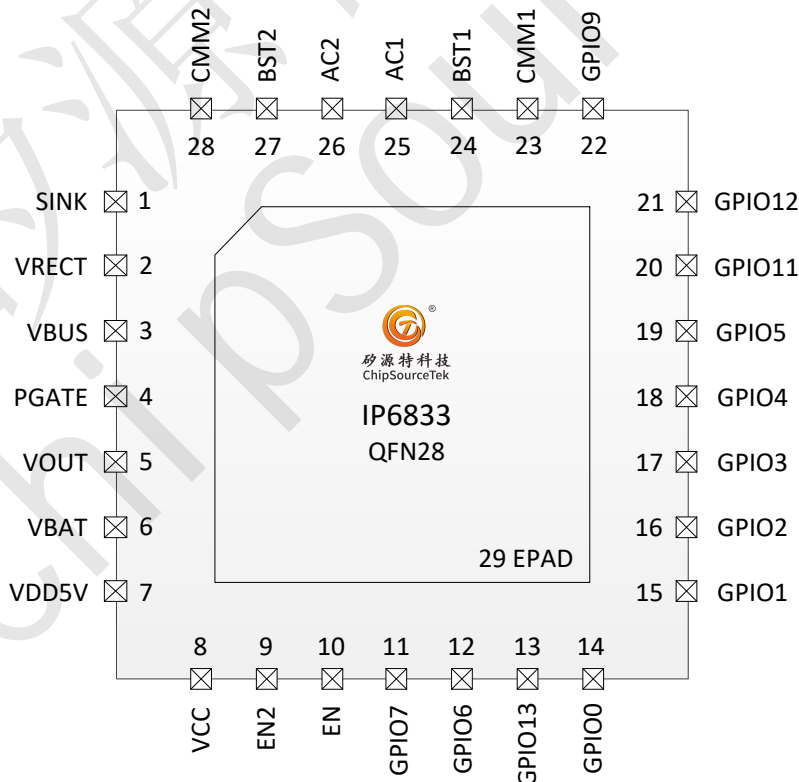 CMM2
BST2
AC2
AC1
BST1
CMM1
GPIO9
28
27
26
25
24
23
22
SINK 1
VRECT 2
VBUS 3
PGATE 4
VOUT 5
VBAT 6
VDD5V 7
21 GPIO12
20 GPIO11
19 GPIO5
18 GPIO4
17 GPIO3
16 GPIO2
15 GPIO1
®
矽源特科技
ChipSourceTek
IP6833
QFN28
29 EPAD
8
9
10
11
12
13
14
VCC
EN2
EN
GPIO7
GPIO6
GPIO13
GPIO0